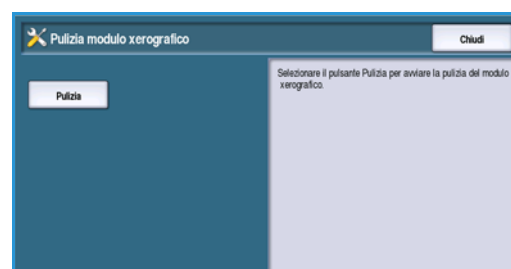 Pulizia modulo xerografico
Chiudi
Pulizia
Selezionare il pulsante Pulizia per avviare la pulizia del modulo
xerografico.